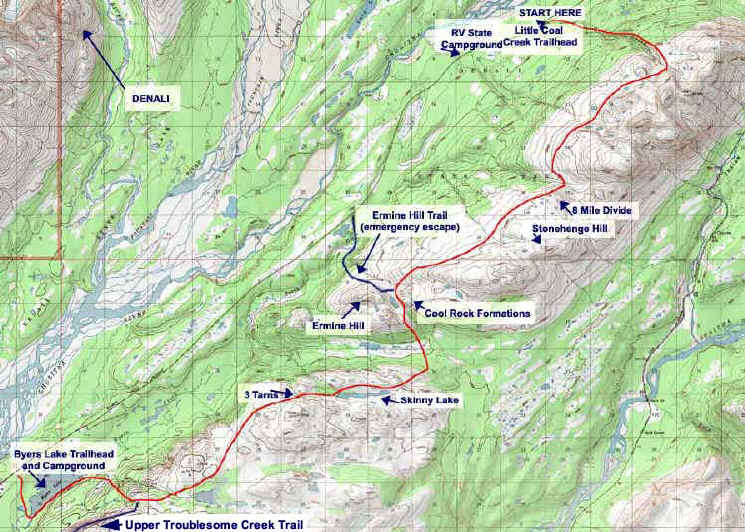 START HERE
Little Coal
Creek Trailhead
RV State
Campground
DENALI
8 Mile Divide
Stonehenge Hill
Ermine Hill Trail
(emergency escape)
Cool Rock Formations
Ermine Hill
3 Tarns
Skinny Lake
Byers Lake Trailhead
and Campground
Upper Troublesome Creek Trail